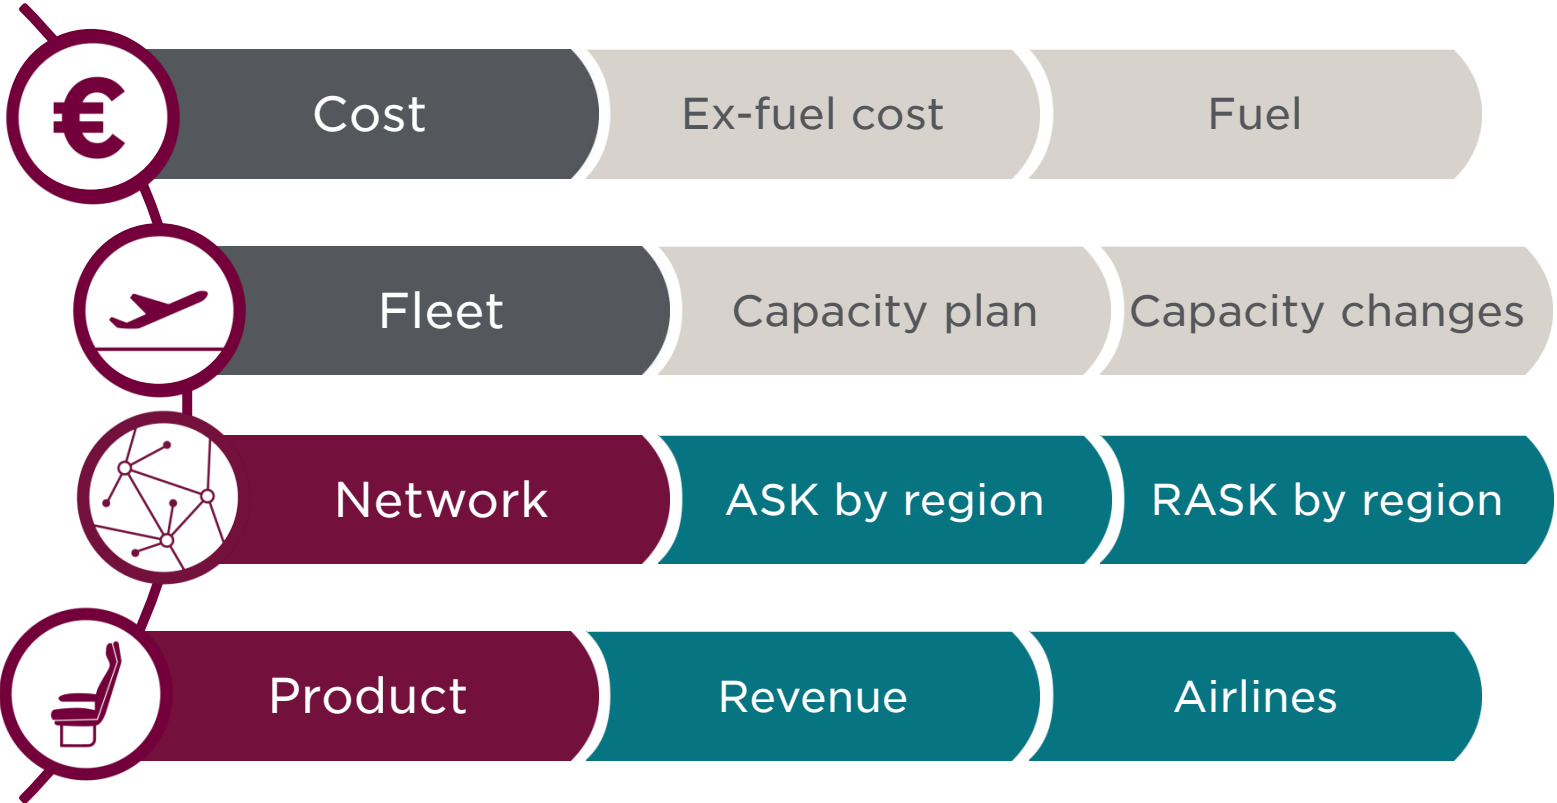 €
Cost
Ex-fuel cost
Fuel
Fleet
Capacity plan
Capacity changes
Network
ASK by region
RASK by region
Product
Revenue
Airlines